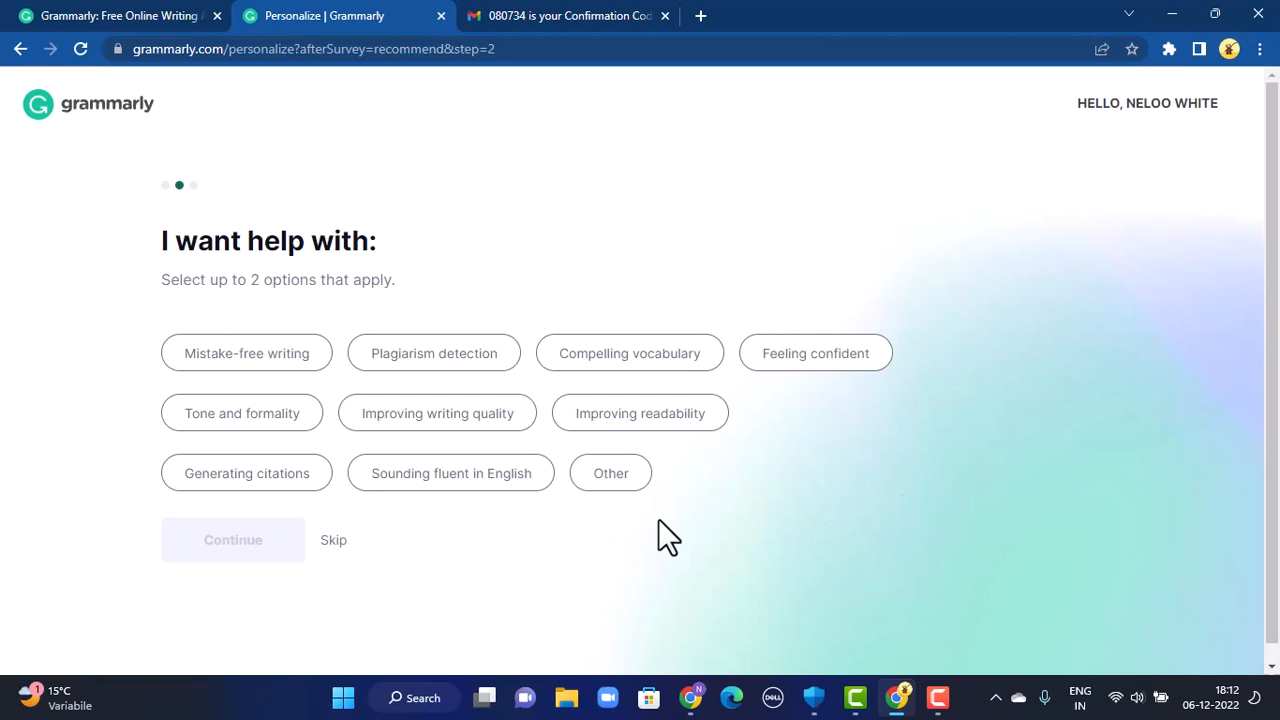 Grammarly: Free Online Writing A
Personalize | Grammarly
080734 is your Confirmation Cod
grammarly.com/personalize?afterSurvey=recommend&step=2
grammarly
HELLO, NELOO WHITE
I want help with:
Select up to 2 options that apply.
Mistake-free writing
Plagiarism detection
Compelling vocabulary
Feeling confident
Tone and formality
Improving writing quality
Improving readability
Generating citations
Sounding fluent in English
Other
Continue
Skip
1
15°C
Variabile
Search
N
DELL
ENG
IN
18:12
06-12-2022